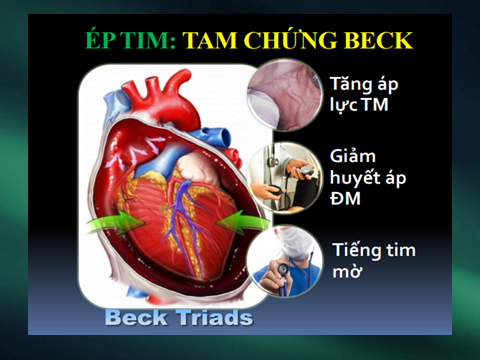 ÉP TIM: TAM CHỨNG BECK
Tăng áp
lực TM
Giảm
huyết áp
ĐM
Tiếng tim
mờ
Beck Triads